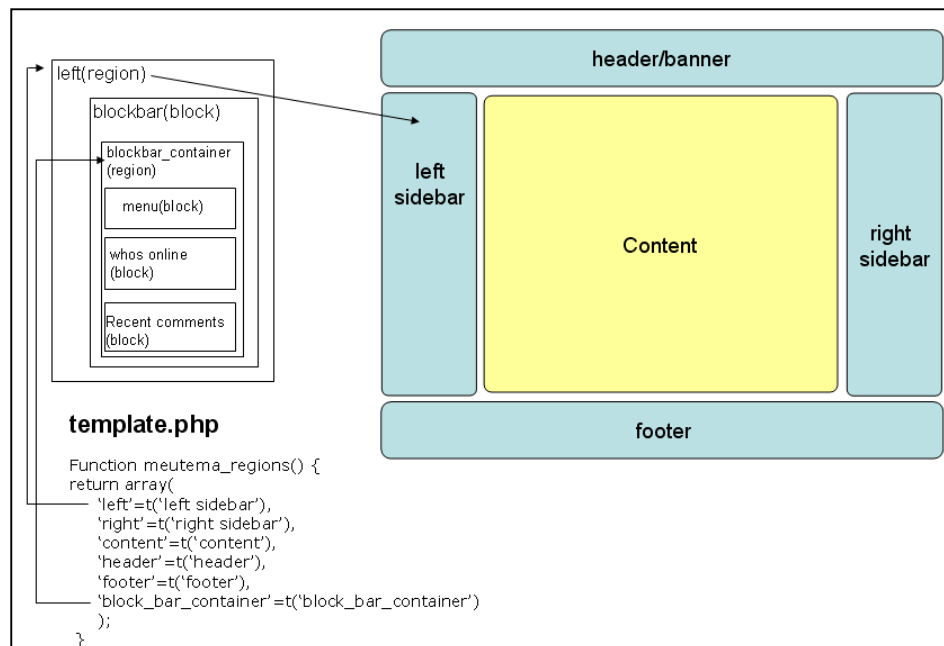 left(region)
blockbar(block)
blockbar_container
(region)
menu(block)
whos online
(block)
Recent comments
(block)
header/banner
left
sidebar
Content
right
sidebar
footer
template.php
Function meutema_regions() {
return array(
‘left’=t(‘left sidebar’),
‘right’=t(‘right sidebar’),
‘content’=t(‘content’),
‘header’=t(‘header’),
‘footer’=t(‘footer’),
‘block_bar_container’=t(‘block_bar_container’)
);
}